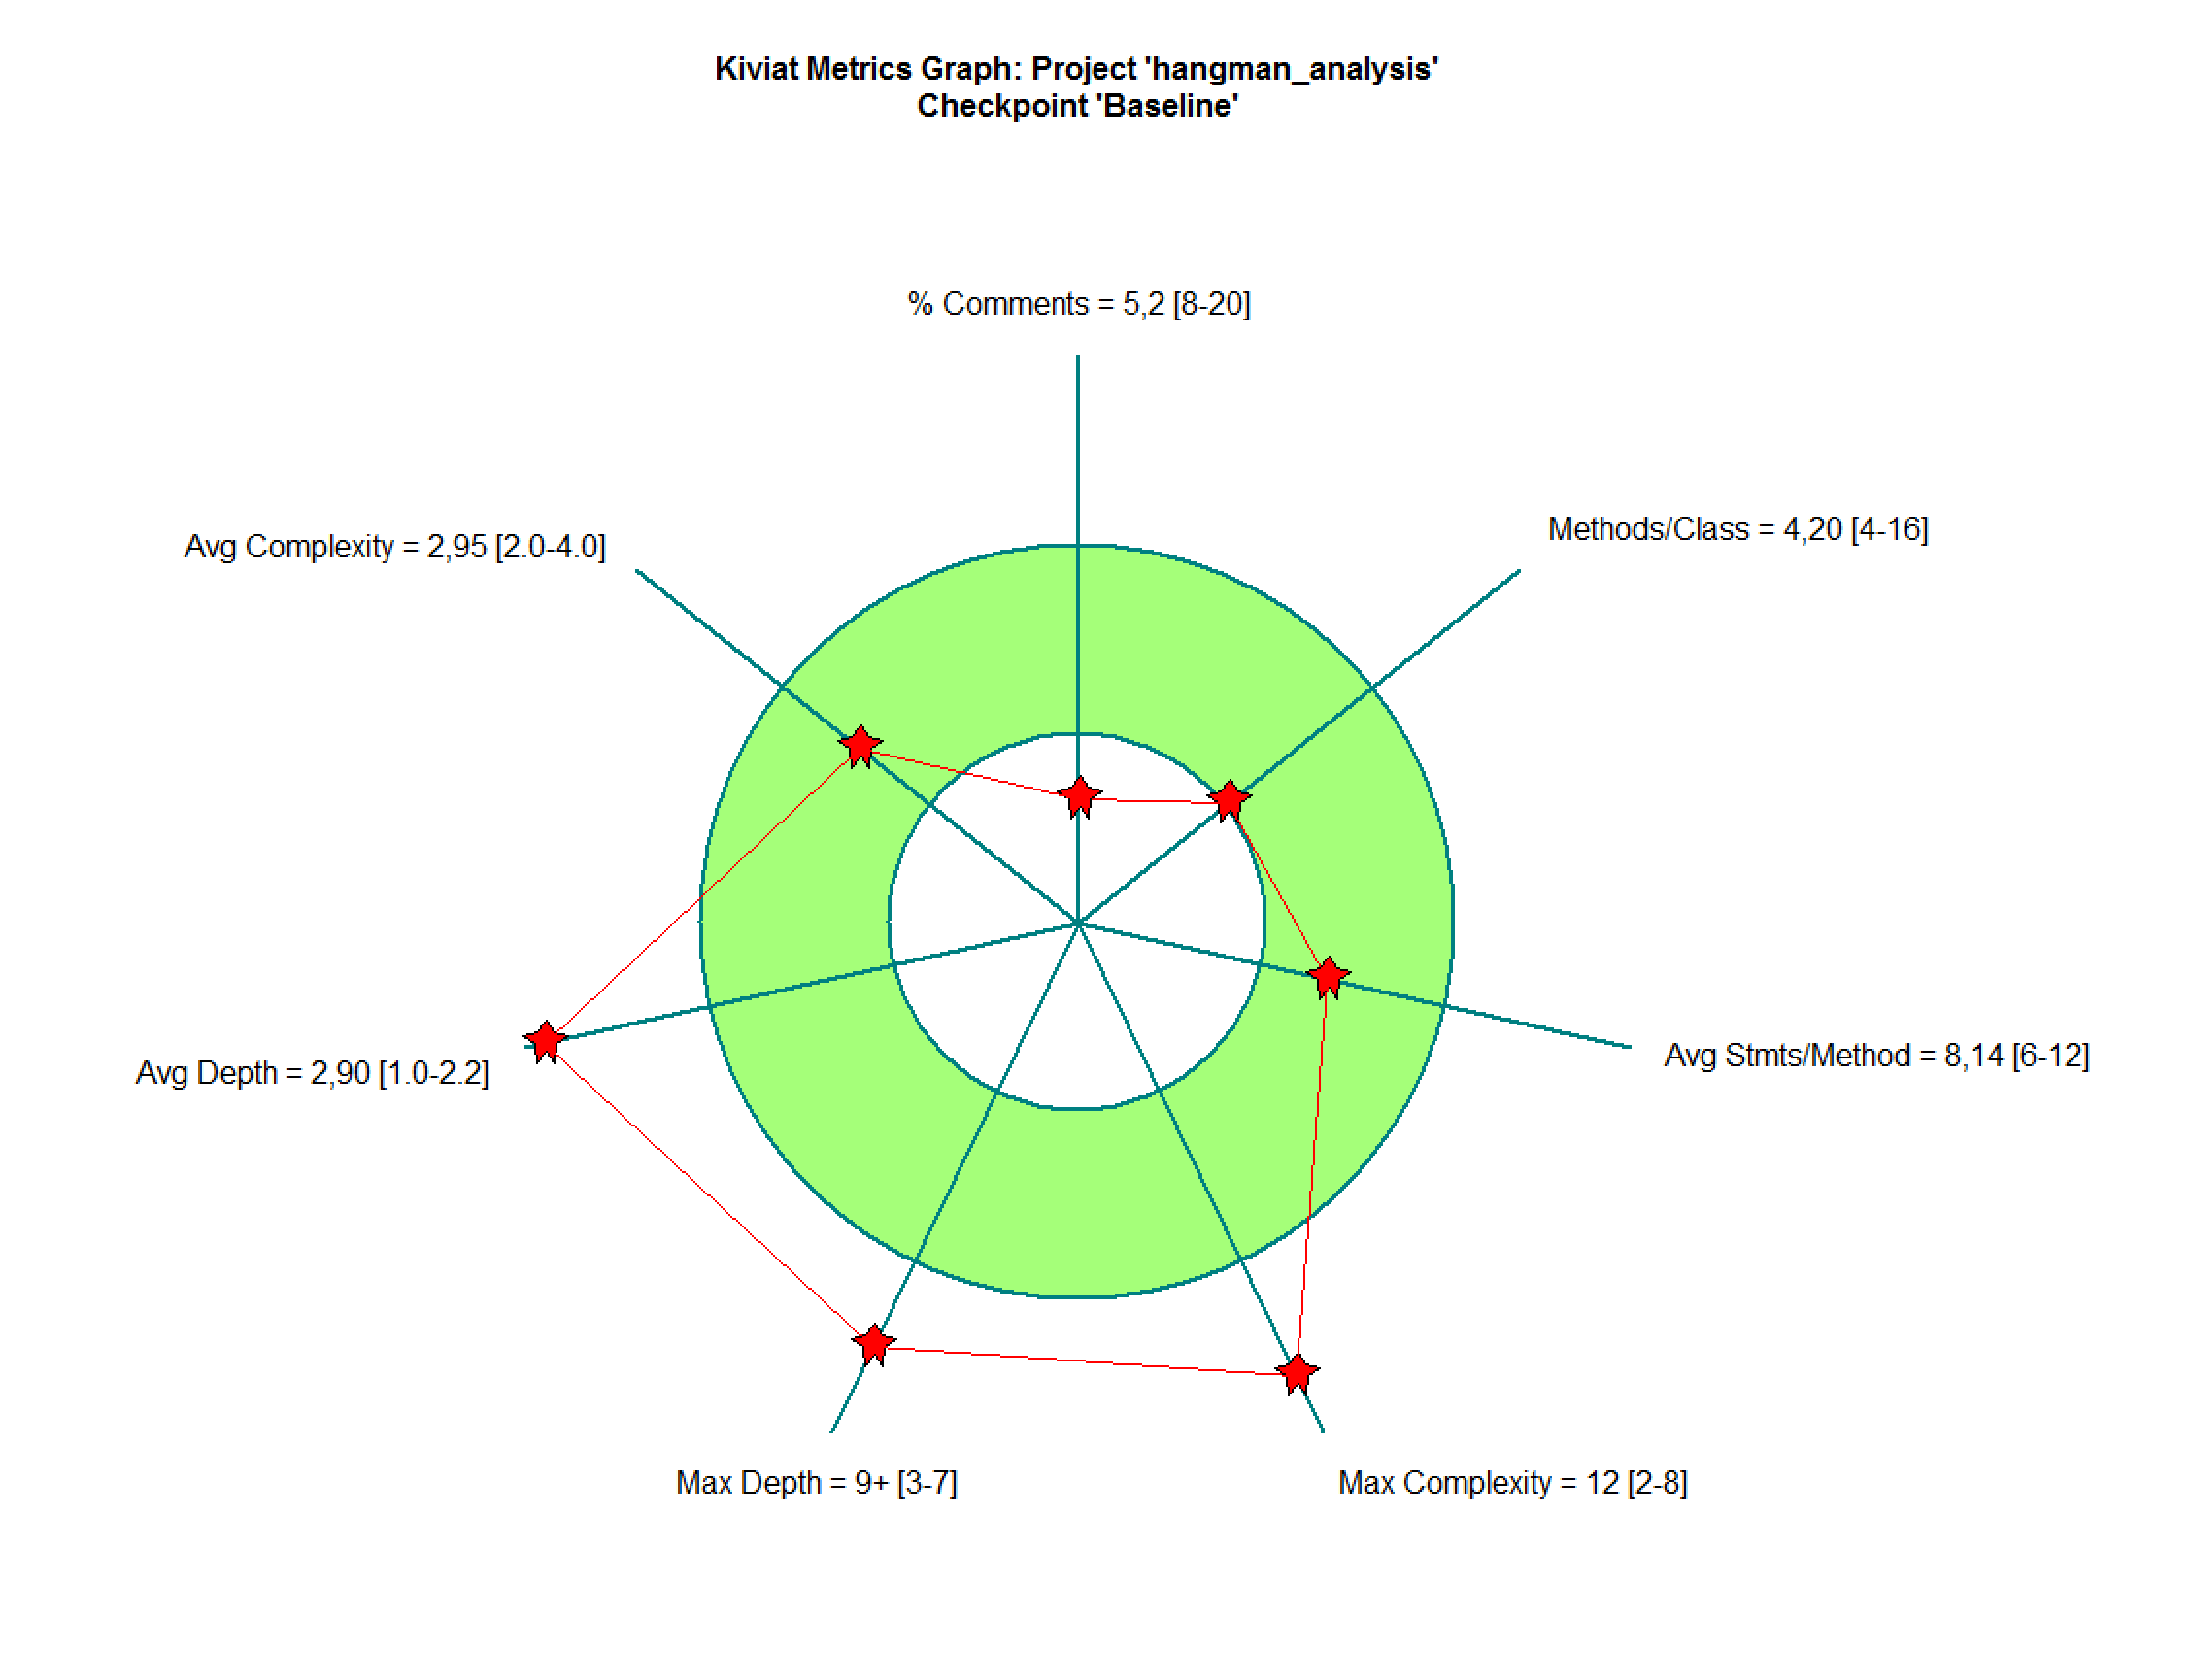 Kiviat Metrics Graph: Project 'hangman_analysis'
Checkpoint 'Baseline'
% Comments = 5,2 [8-20]
Methods/Class = 4,20 [4-16]
Avg Complexity = 2,95 [2.0-4.0]
Avg Stmts/Method = 8,14 [6-12]
Avg Depth = 2,90 [1.0-2.2]
Max Depth = 9+ [3-7]
Max Complexity = 12 [2-8]